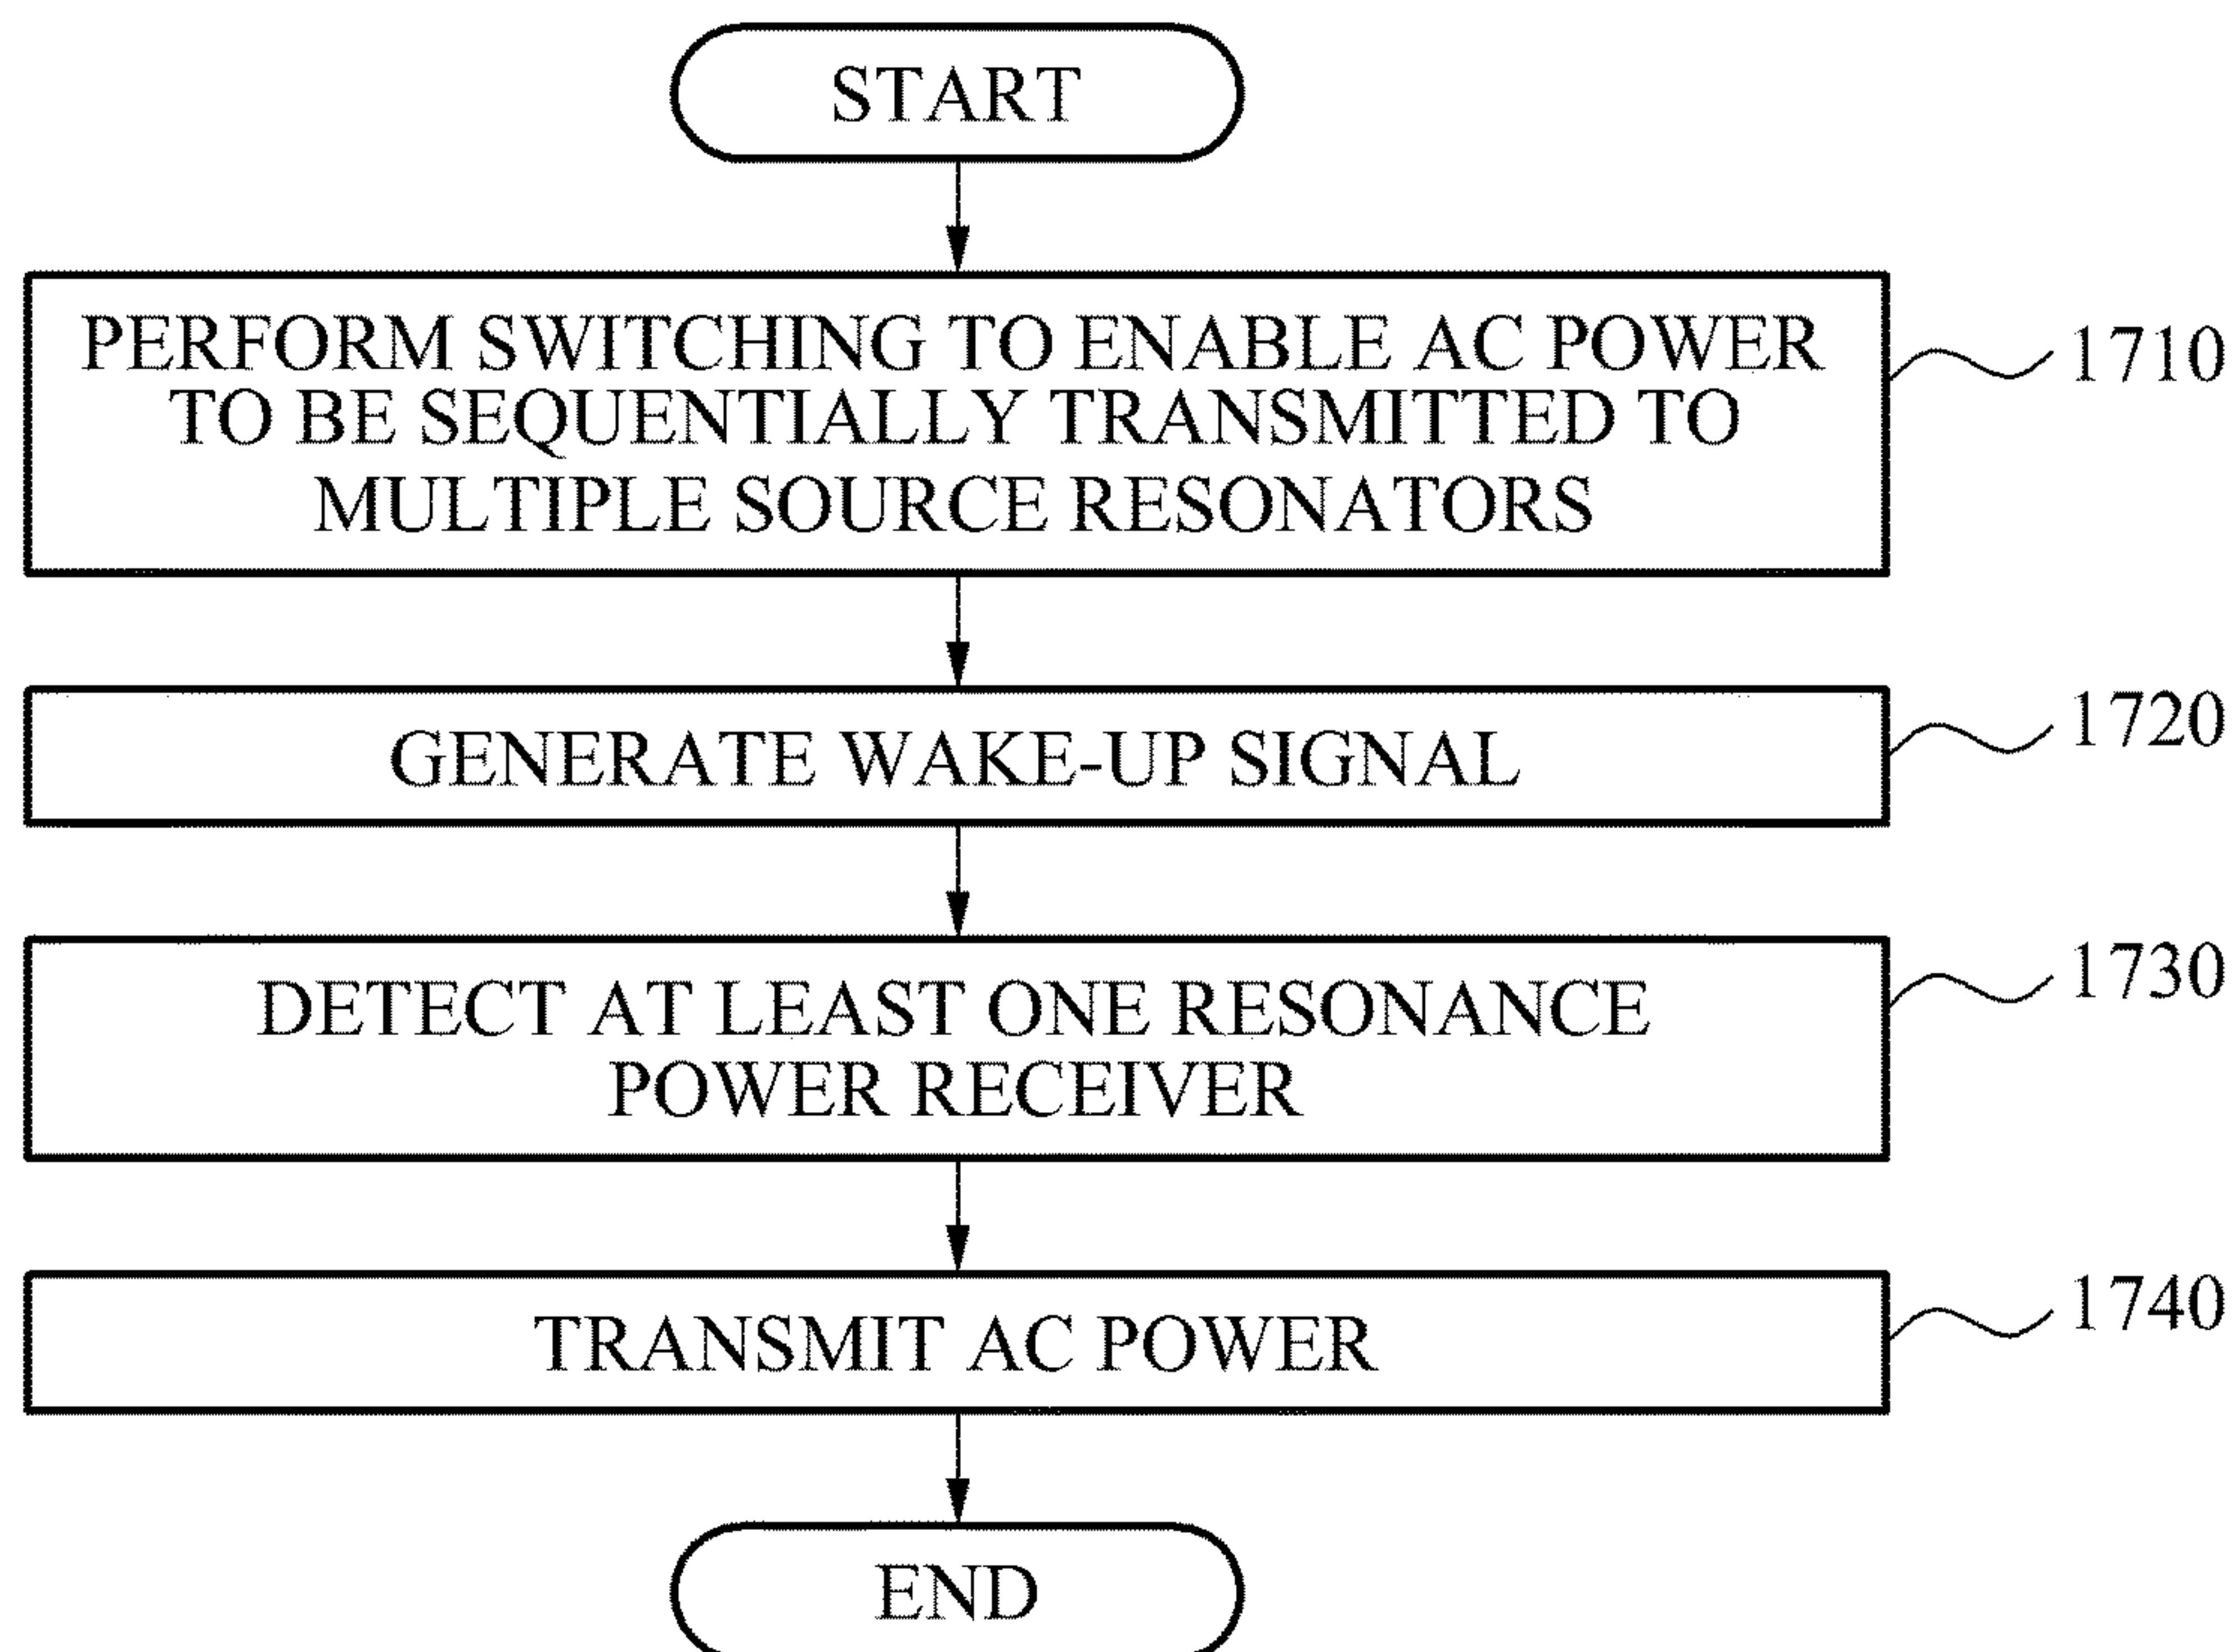 START
PERFORM SWITCHING TO ENABLE AC POWER
TO BE SEQUENTIALLY TRANSMITTED TO
MULTIPLE SOURCE RESONATORS
1710
GENERATE WAKE-UP SIGNAL
1720
DETECT AT LEAST ONE RESONANCE
POWER RECEIVER
1730
TRANSMIT AC POWER
1740
END